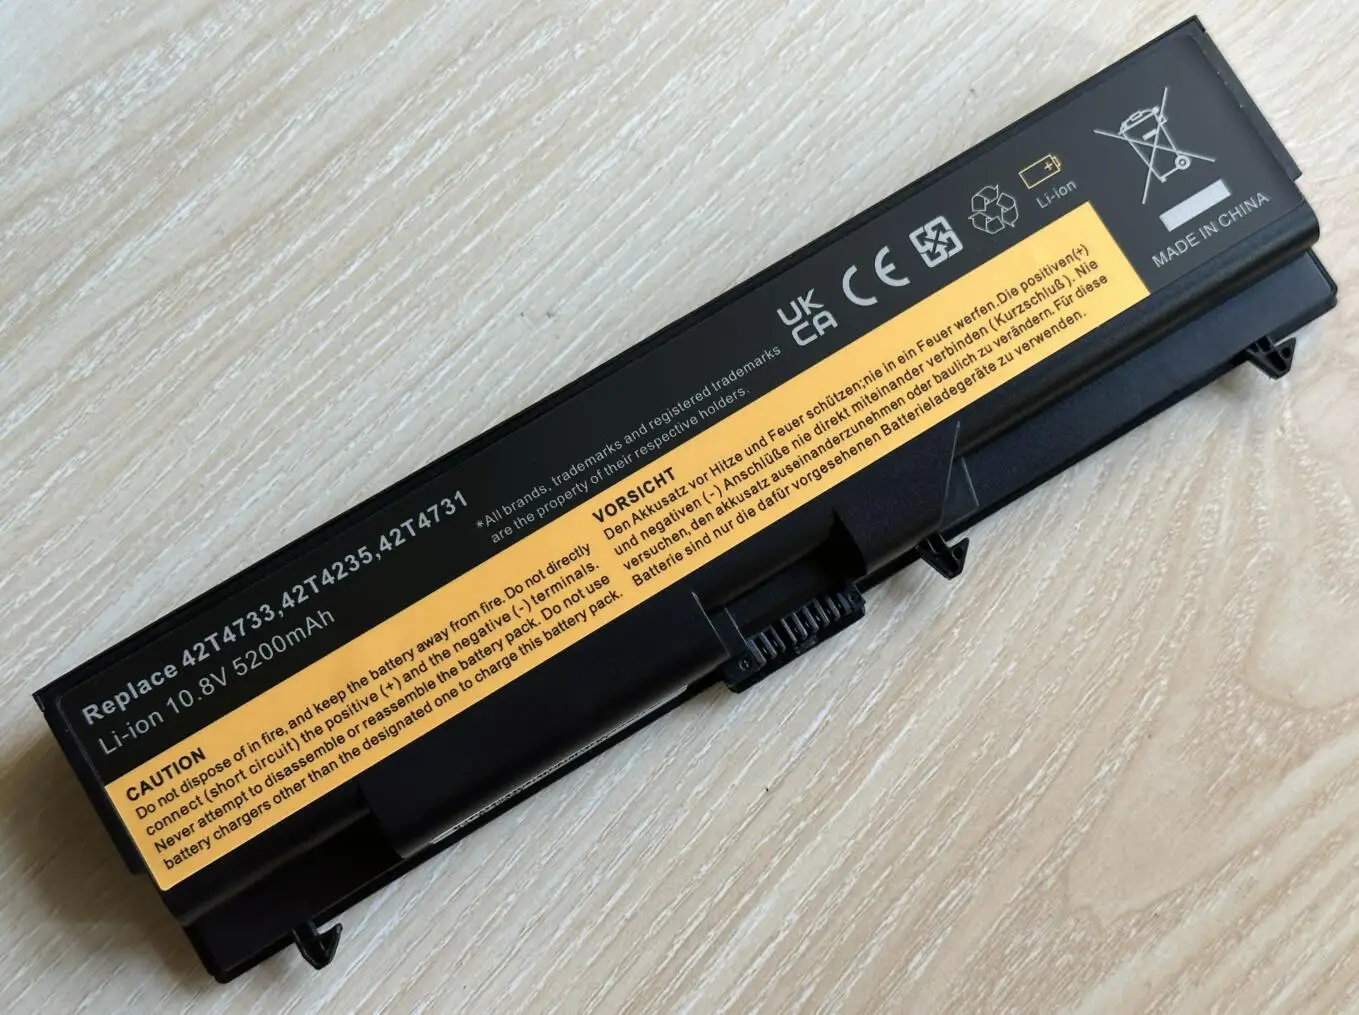 Replace 42T4733,42T4235,42T4731
Li-ion 10.8V 5200mAh
*All brands, trademarks and registered trademarks
are the property of their respective holders.
UK
CA
CE
Li-ion
MADE IN CHINA
CAUTION
Do not dispose of in fire, and keep the battery away from fire. Do not directly
connect (short circuit) the positive (+) and the negative (-) terminals.
Never attempt to disassemble or reassemble the battery pack. Do not use
battery chargers other than the designated one to charge this battery pack.
VORSICHT
Den Akkusatz vor Hitze und Feuer schützen;nie in ein Feuer werfen.Die positiven(+)
und negativen (-) Anschlüße nie direkt miteinander verbinden (Kurzschluß). Nie
versuchen, den akkusatz auseinanderzunehmen oder baulich zu verändern. Für diese
Batterie sind nur die dafür vorgesehenen Batterieladegeräte zu verwenden.